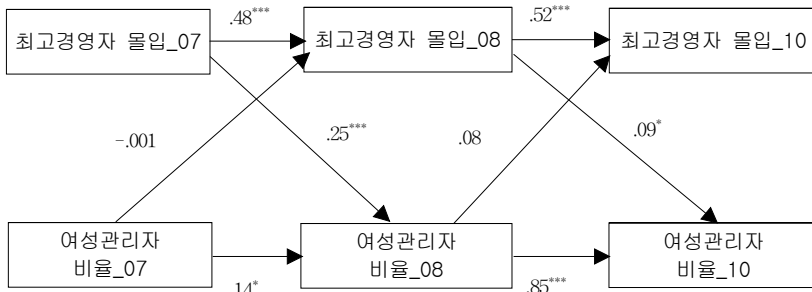 .48***
.52***
최고경영자 몰입_07
최고경영자 몰입_08
최고경영자 몰입_10
-.001
.25***
.08
.09*
여성관리자
비율_07
여성관리자
비율_08
여성관리자
비율_10
.14*
.85***